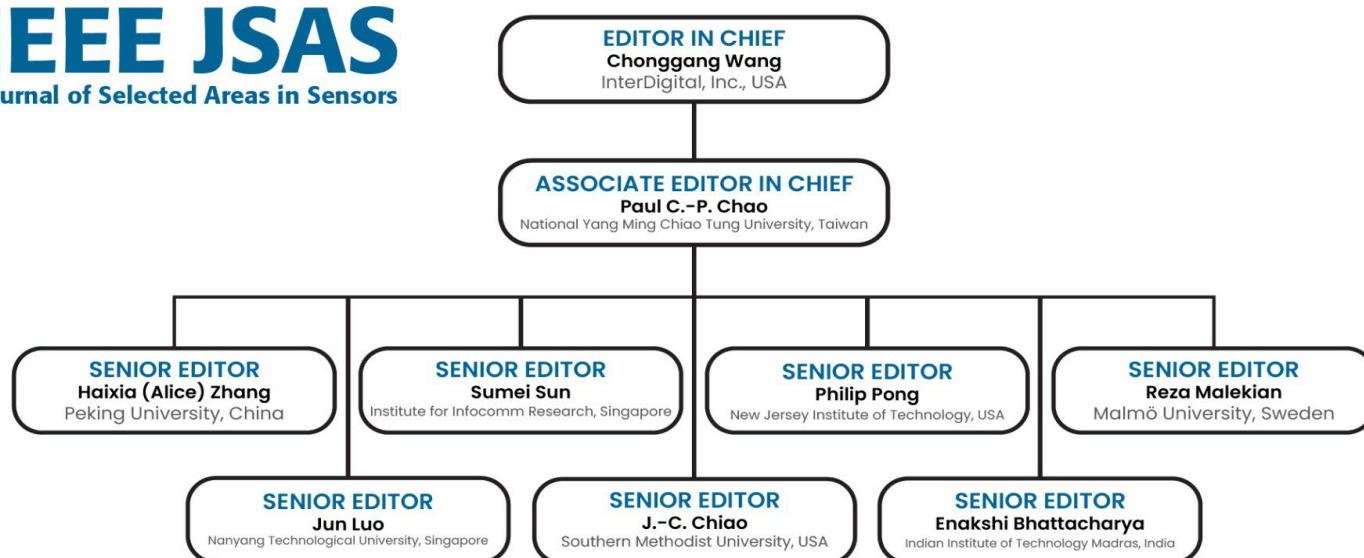 IEEE JSAS
urnal of Selected Areas in Sensors
EDITOR IN CHIEF
Chonggang Wang
InterDigital, Inc., USA
ASSOCIATE EDITOR IN CHIEF
Paul C.-P. Chao
National Yang Ming Chiao Tung University, Taiwan
SENIOR EDITOR
Haixia (Alice) Zhang
Peking University, China
SENIOR EDITOR
Sumei Sun
Institute for Infocomm Research, Singapore
SENIOR EDITOR
Philip Pong
New Jersey Institute of Technology, USA
SENIOR EDITOR
Reza Malekian
Malmö University, Sweden
SENIOR EDITOR
Jun Luo
Nanyang Technological University, Singapore
SENIOR EDITOR
J.-C. Chiao
Southern Methodist University, USA
SENIOR EDITOR
Enakshi Bhattacharya
Indian Institute of Technology Madras, India